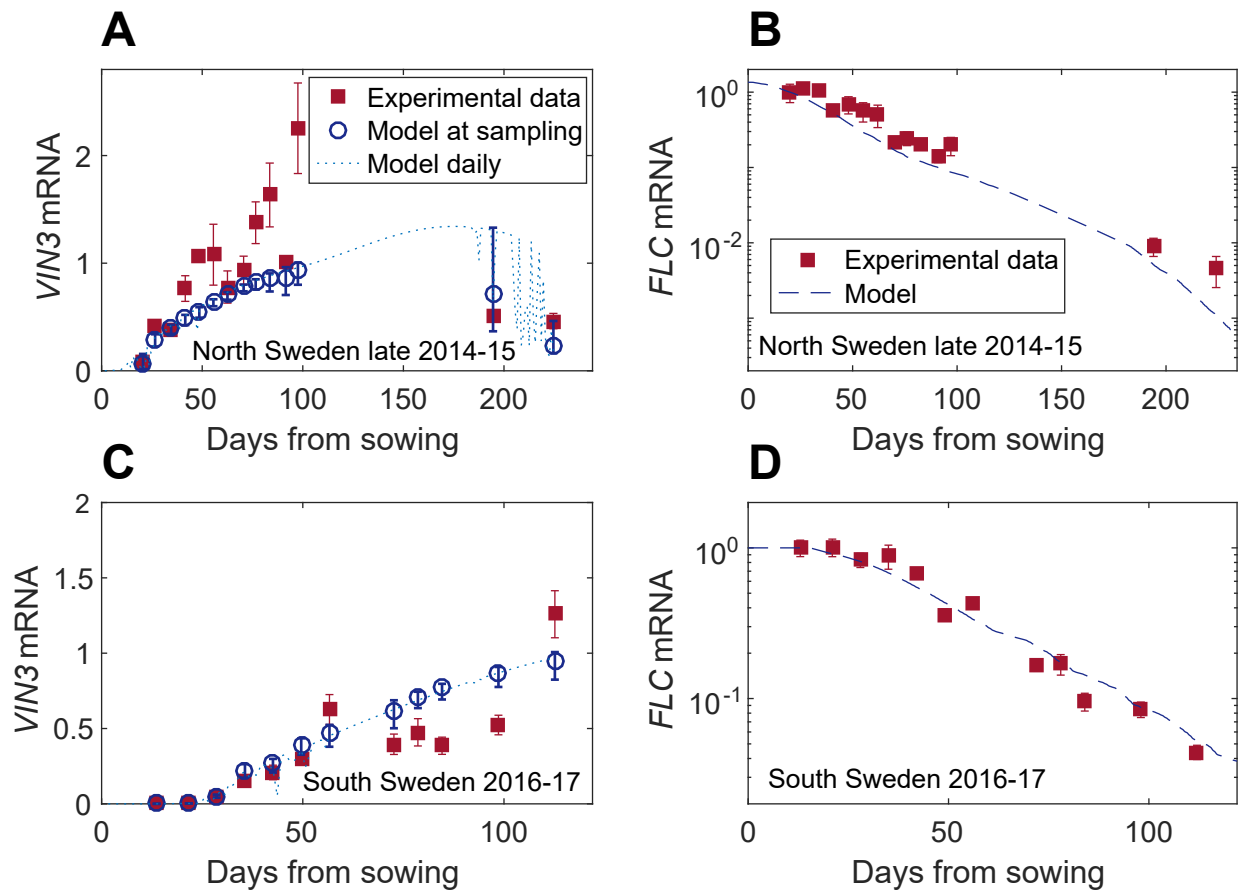 A
VIN3 mRNA
2
1
0
Experimental data
Model at sampling
Model daily
North Sweden late 2014-15
0 50 100 150 200
Days from sowing
B
FLC mRNA
10^0
10^-2
Experimental data
Model
North Sweden late 2014-15
0 50 100 150 200
Days from sowing
C
VIN3 mRNA
2
1.5
1
0.5
0
South Sweden 2016-17
0 50 100
Days from sowing
D
FLC mRNA
10^0
10^-1
South Sweden 2016-17
0 50 100
Days from sowing